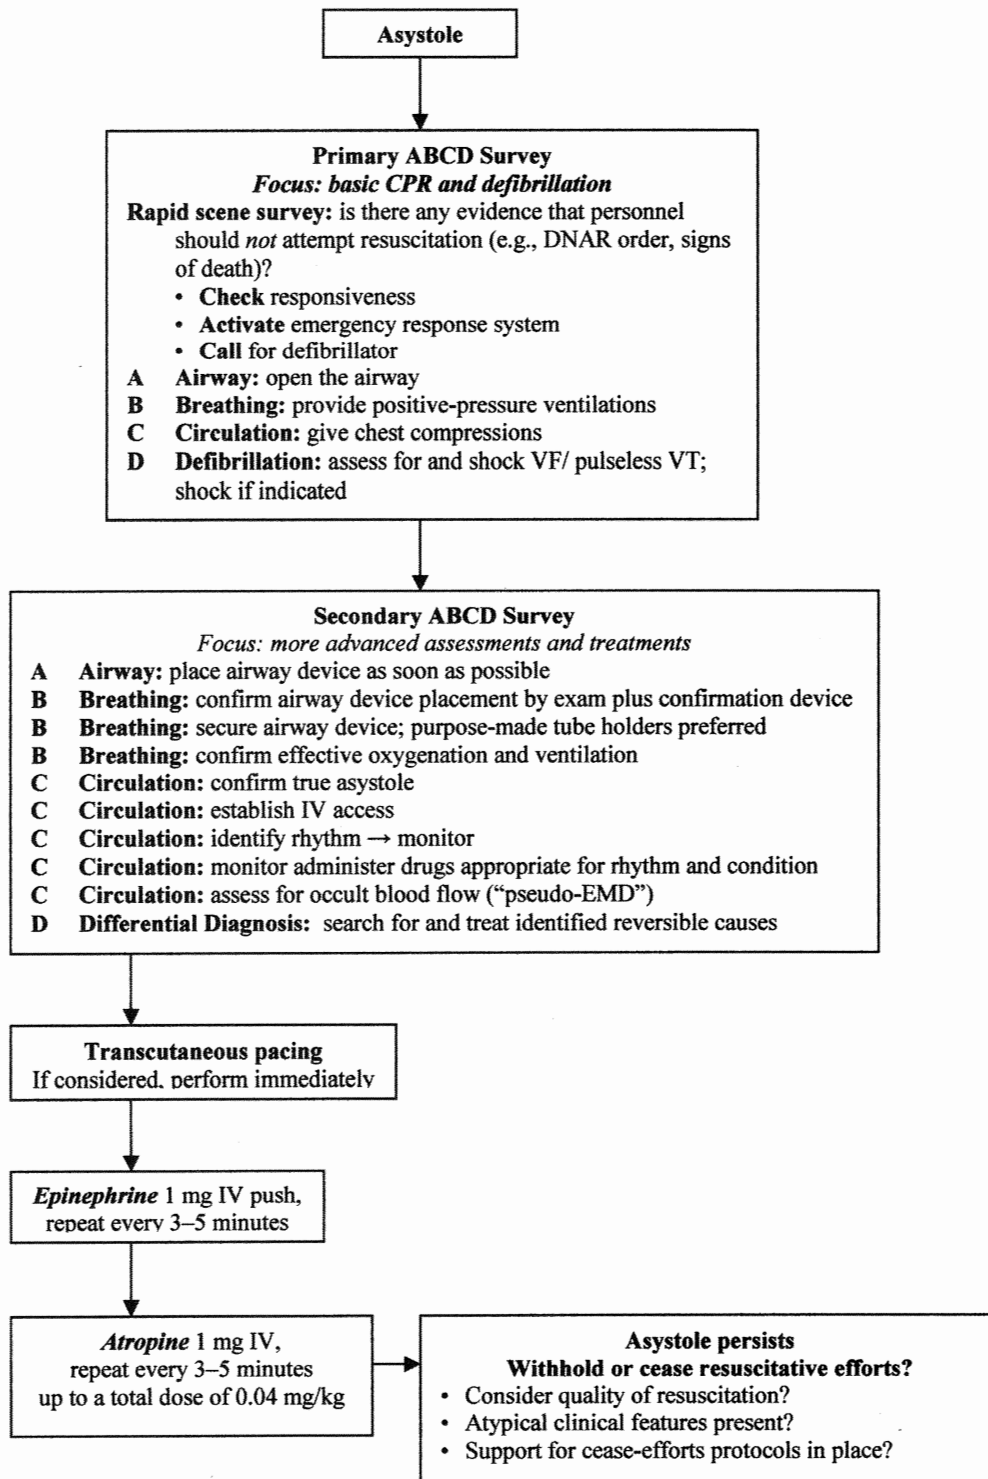 Asystole
Primary ABCD Survey
Focus: basic CPR and defibrillation
Rapid scene survey: is there any evidence that personnel
should not attempt resuscitation (e.g., DNAR order, signs
of death)?
• Check responsiveness
• Activate emergency response system
• Call for defibrillator
A Airway: open the airway
B Breathing: provide positive-pressure ventilations
C Circulation: give chest compressions
D Defibrillation: assess for and shock VF/ pulseless VT;
shock if indicated
Secondary ABCD Survey
Focus: more advanced assessments and treatments
A Airway: place airway device as soon as possible
B Breathing: confirm airway device placement by exam plus confirmation device
B Breathing: secure airway device; purpose-made tube holders preferred
B Breathing: confirm effective oxygenation and ventilation
C Circulation: confirm true asystole
C Circulation: establish IV access
C Circulation: identify rhythm → monitor
C Circulation: monitor administer drugs appropriate for rhythm and condition
C Circulation: assess for occult blood flow (“pseudo-EMD”)
D Differential Diagnosis: search for and treat identified reversible causes
Transcutaneous pacing
If considered, perform immediately
Epinephrine 1 mg IV push,
repeat every 3–5 minutes
Atropine 1 mg IV,
repeat every 3–5 minutes
up to a total dose of 0.04 mg/kg
Asystole persists
Withhold or cease resuscitative efforts?
• Consider quality of resuscitation?
• Atypical clinical features present?
• Support for cease-efforts protocols in place?